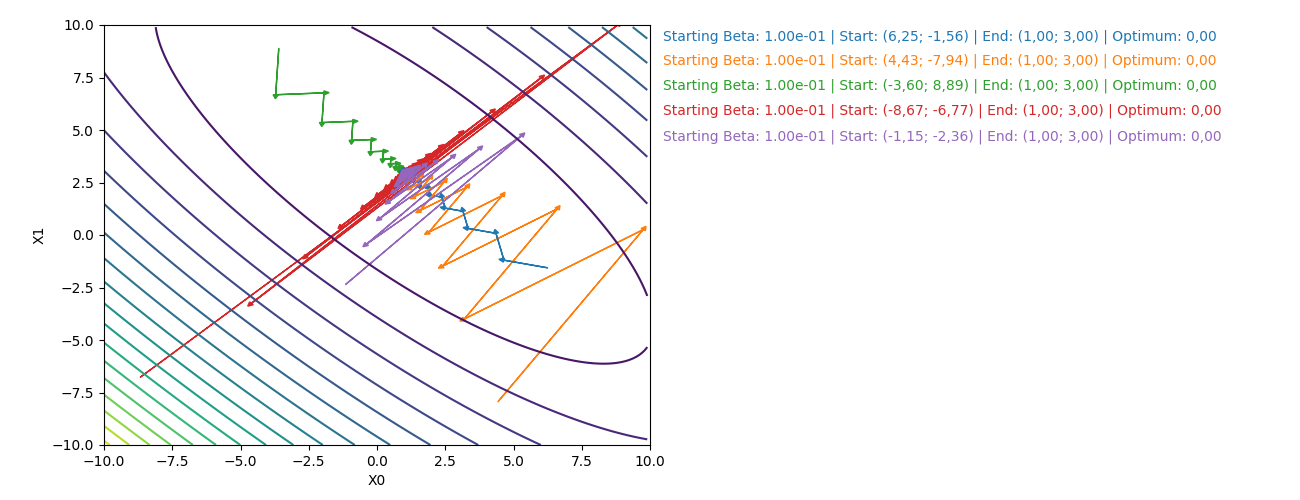 10.0
7.5
5.0
2.5
0.0
−2.5
−5.0
−7.5
−10.0
X1
−10.0 −7.5 −5.0 −2.5 0.0 2.5 5.0 7.5 10.0
X0
Starting Beta: 1.00e-01 | Start: (6,25; -1,56) | End: (1,00; 3,00) | Optimum: 0,00
Starting Beta: 1.00e-01 | Start: (4,43; -7,94) | End: (1,00; 3,00) | Optimum: 0,00
Starting Beta: 1.00e-01 | Start: (-3,60; 8,89) | End: (1,00; 3,00) | Optimum: 0,00
Starting Beta: 1.00e-01 | Start: (-8,67; -6,77) | End: (1,00; 3,00) | Optimum: 0,00
Starting Beta: 1.00e-01 | Start: (-1,15; -2,36) | End: (1,00; 3,00) | Optimum: 0,00